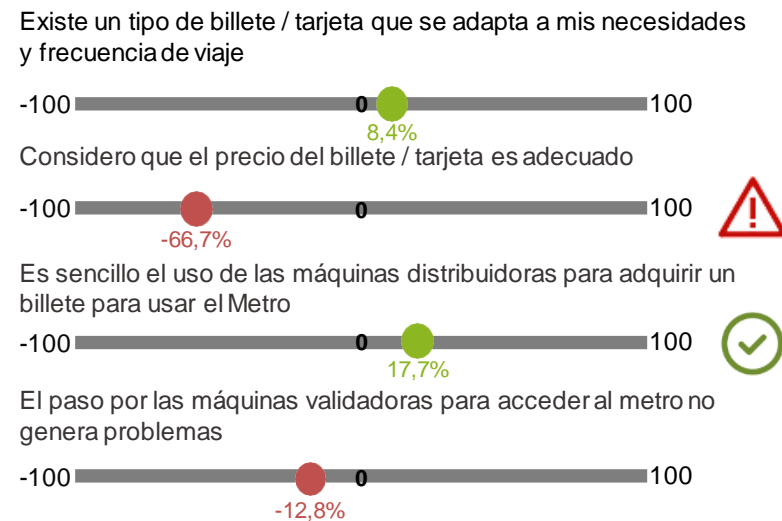 Existe un tipo de billete / tarjeta que se adapta a mis necesidades
y frecuencia de viaje
-100 0 100
8,4%
Considero que el precio del billete / tarjeta es adecuado
-100 0 100
-66,7%
Es sencillo el uso de las máquinas distribuidoras para adquirir un
billete para usar el Metro
-100 0 100
17,7%
El paso por las máquinas validadoras para acceder al metro no
genera problemas
-100 0 100
-12,8%